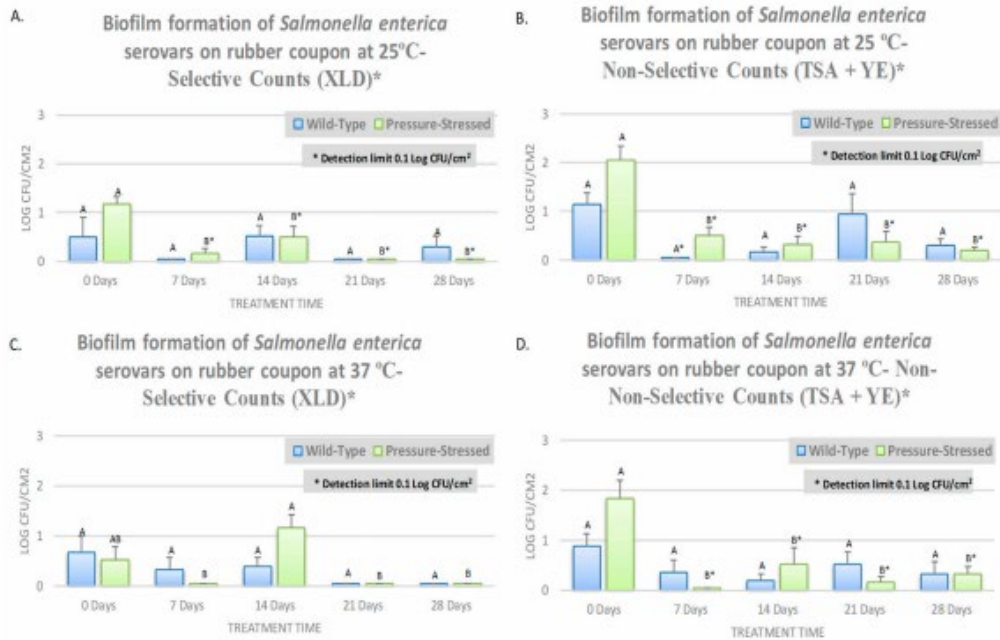 A.
Biofilm formation of Salmonella enterica
serovars on rubber coupon at 25°C-
Selective Counts (XLD)*
3
Wild-Type Pressure-Stressed
* Detection limit 0.1 Log CFU/cm²
2
LOG CFU/CM2
1
0
A A A B* A B* A B* A B*
0 Days 7 Days 14 Days 21 Days 28 Days
TREATMENT TIME
B.
Biofilm formation of Salmonella enterica
serovars on rubber coupon at 25 °C-
Non-Selective Counts (TSA + YE)*
3
Wild-Type Pressure-Stressed
* Detection limit 0.1 Log CFU/cm²
2
LOG CFU/CM2
1
0
A A A* B* A B* A B* A B*
0 Days 7 Days 14 Days 21 Days 28 Days
TREATMENT TIME
C.
Biofilm formation of Salmonella enterica
serovars on rubber coupon at 37 °C-
Selective Counts (XLD)*
3
Wild-Type Pressure-Stressed
* Detection limit 0.1 Log CFU/cm²
2
LOG CFU/CM2
1
0
A AB A B A A A B A B
0 Days 7 Days 14 Days 21 Days 28 Days
TREATMENT TIME
D.
Biofilm formation of Salmonella enterica
serovars on rubber coupon at 37 °C- Non-
Non-Selective Counts (TSA + YE)*
3
Wild-Type Pressure-Stressed
* Detection limit 0.1 Log CFU/cm²
2
LOG CFU/CM2
1
0
A A A B* A B* A B* A B*
0 Days 7 Days 14 Days 21 Days 28 Days
TREATMENT TIME